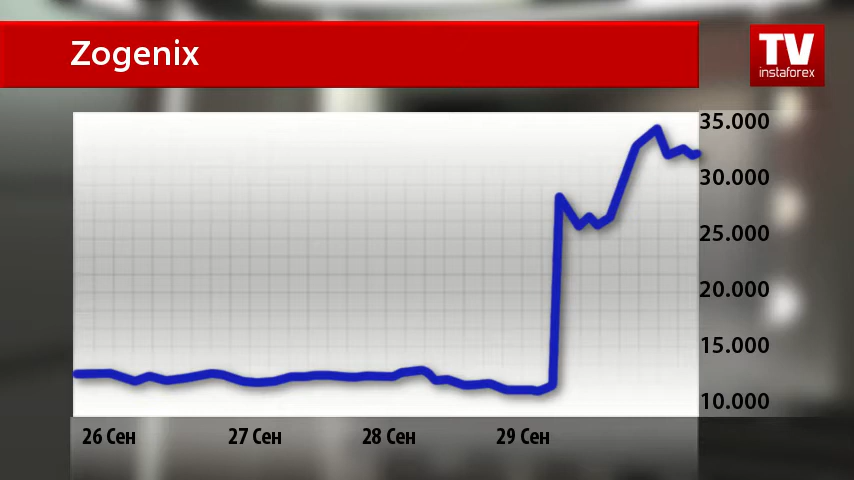 Zogenix
TV
instaforex
35.000
30.000
25.000
20.000
15.000
10.000
26 Сен
27 Сен
28 Сен
29 Сен